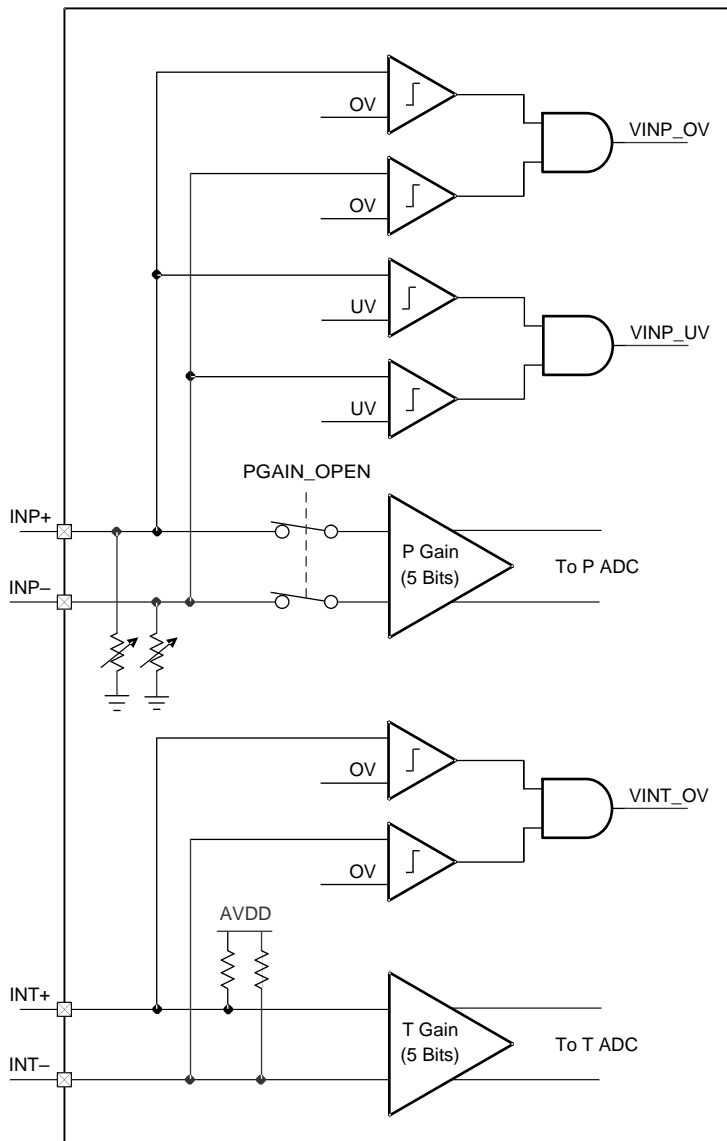 OV
VINP_OV
OV
UV
VINP_UV
UV
PGAIN_OPEN
INP+
P Gain
(5 Bits)
To P ADC
INP–
OV
VINT_OV
OV
AVDD
INT+
T Gain
(5 Bits)
To T ADC
INT–